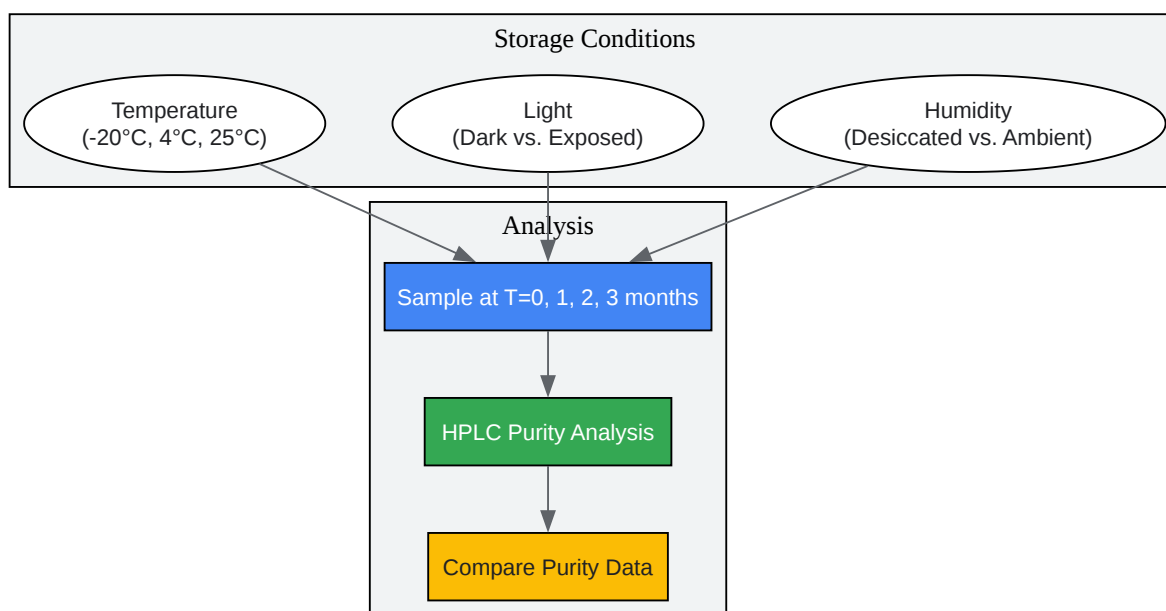 Storage Conditions
Temperature
(-20°C, 4°C, 25°C)
Light
(Dark vs. Exposed)
Humidity
(Desiccated vs. Ambient)
Analysis
Sample at T=0, 1, 2, 3 months
HPLC Purity Analysis
Compare Purity Data